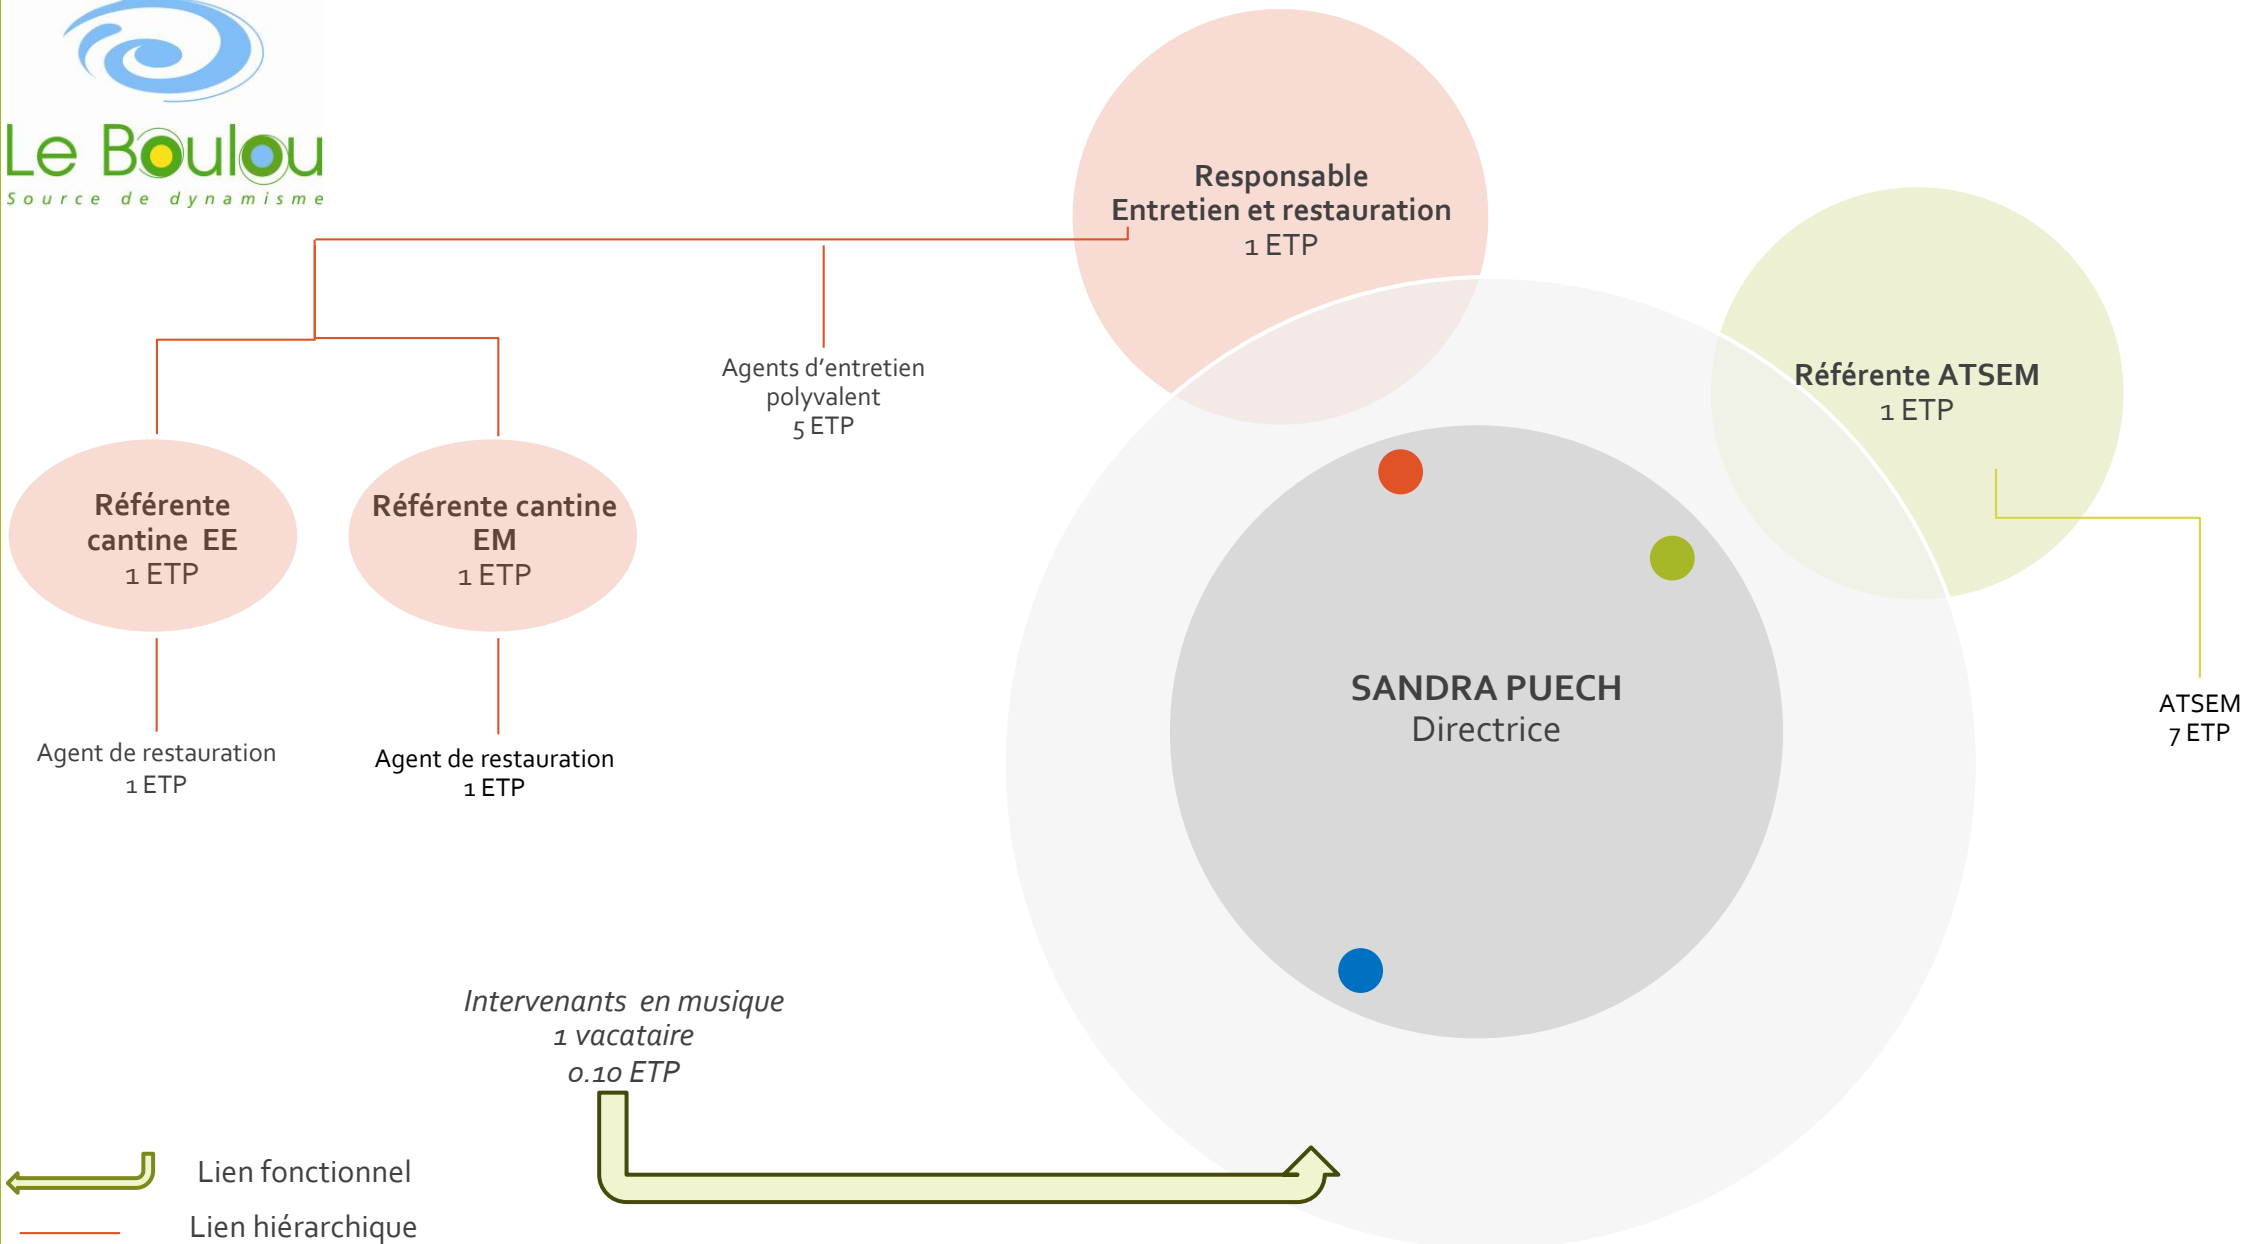 Le Boulou
Source de dynamisme
Responsable
Entretien et restauration
1 ETP
Référente ATSEM
1 ETP
Agents d’entretien
polyvalent
5 ETP
Référente
cantine EE
1 ETP
Référente cantine
EM
1 ETP
SANDRA PUECH
Directrice
ATSEM
7 ETP
Agent de restauration
1 ETP
Agent de restauration
1 ETP
Intervenants en musique
1 vacataire
0.10 ETP
Lien fonctionnel
Lien hiérarchique